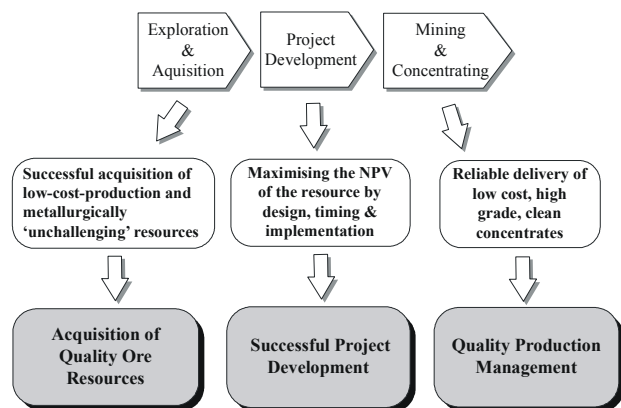 Exploration
&
Aquisition
Project
Development
Mining
&
Concentrating
Successful acquisition of
low-cost-production and
metallurgically
‘unchallenging’ resources
Maximising the NPV
of the resource by
design, timing &
implementation
Reliable delivery of
low cost, high
grade, clean
concentrates
Acquisition of
Quality Ore
Resources
Successful Project
Development
Quality Production
Management